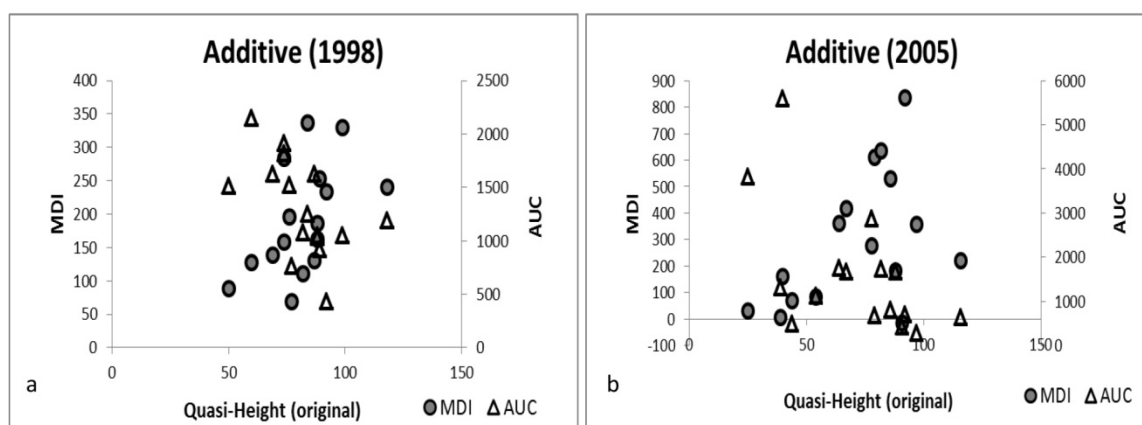 Additive (1998)
400
350
300
250
200
150
100
50
0
MDI
2500
2000
1500
1000
500
0
AUC
0 50 100 150
Quasi-Height (original)
MDI AUC
a
Additive (2005)
900
800
700
600
500
400
300
200
100
0
-100
MDI
6000
5000
4000
3000
2000
1000
0
AUC
0 50 100 150
Quasi-Height (original)
MDI AUC
b